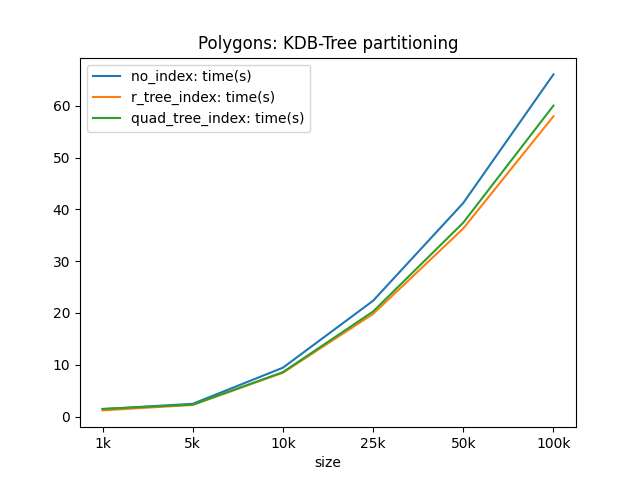 Polygons: KDB-Tree partitioning
no_index: time(s)
r_tree_index: time(s)
quad_tree_index: time(s)
60
50
40
30
20
10
0
1k 5k 10k 25k 50k 100k
size